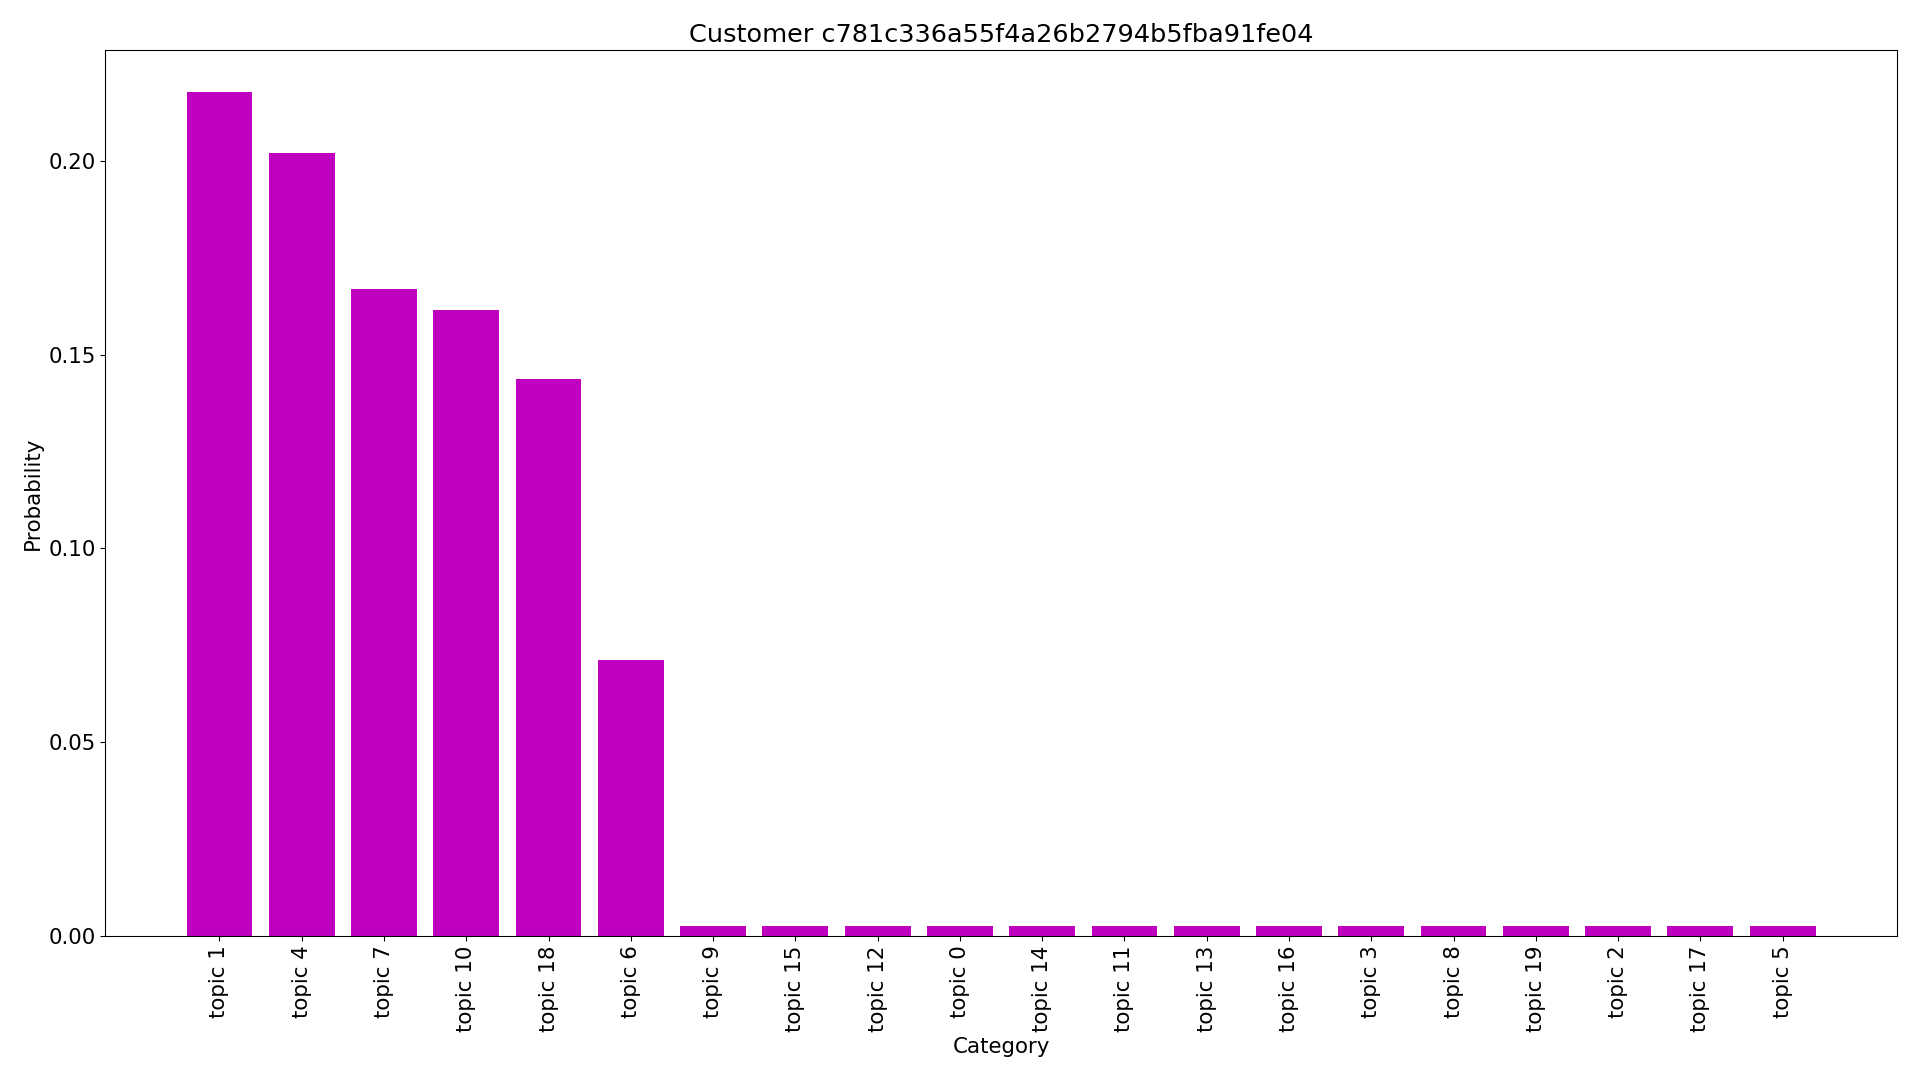 Customer c781c336a55f4a26b2794b5fba91fe04
Probability
0.20
0.15
0.10
0.05
0.00
topic 1
topic 4
topic 7
topic 10
topic 18
topic 6
topic 9
topic 15
topic 12
topic 0
topic 14
topic 11
topic 13
topic 16
topic 3
topic 8
topic 19
topic 2
topic 17
topic 5
Category